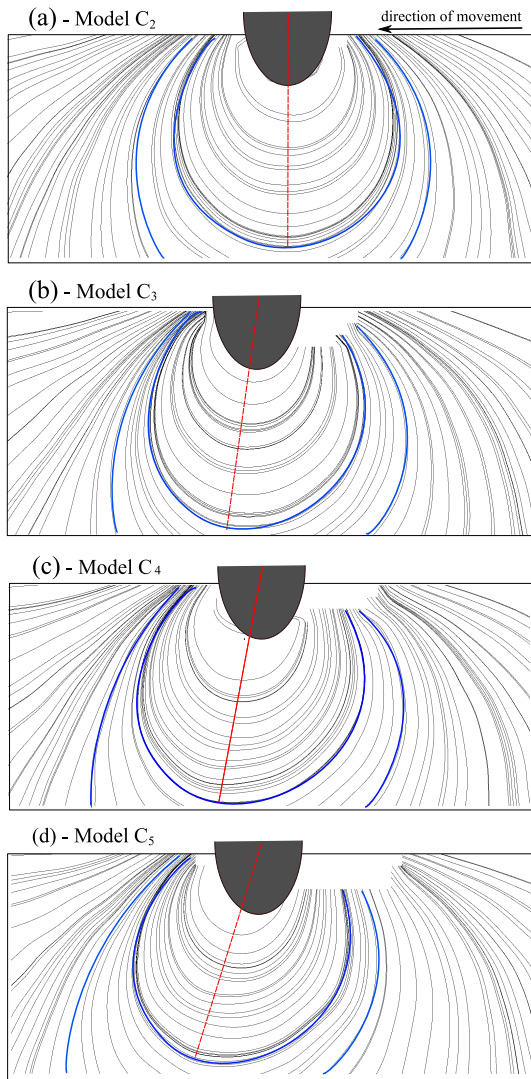 (a) - Model C₂
direction of movement
(b) - Model C₃
(c) - Model C₄
(d) - Model C₅